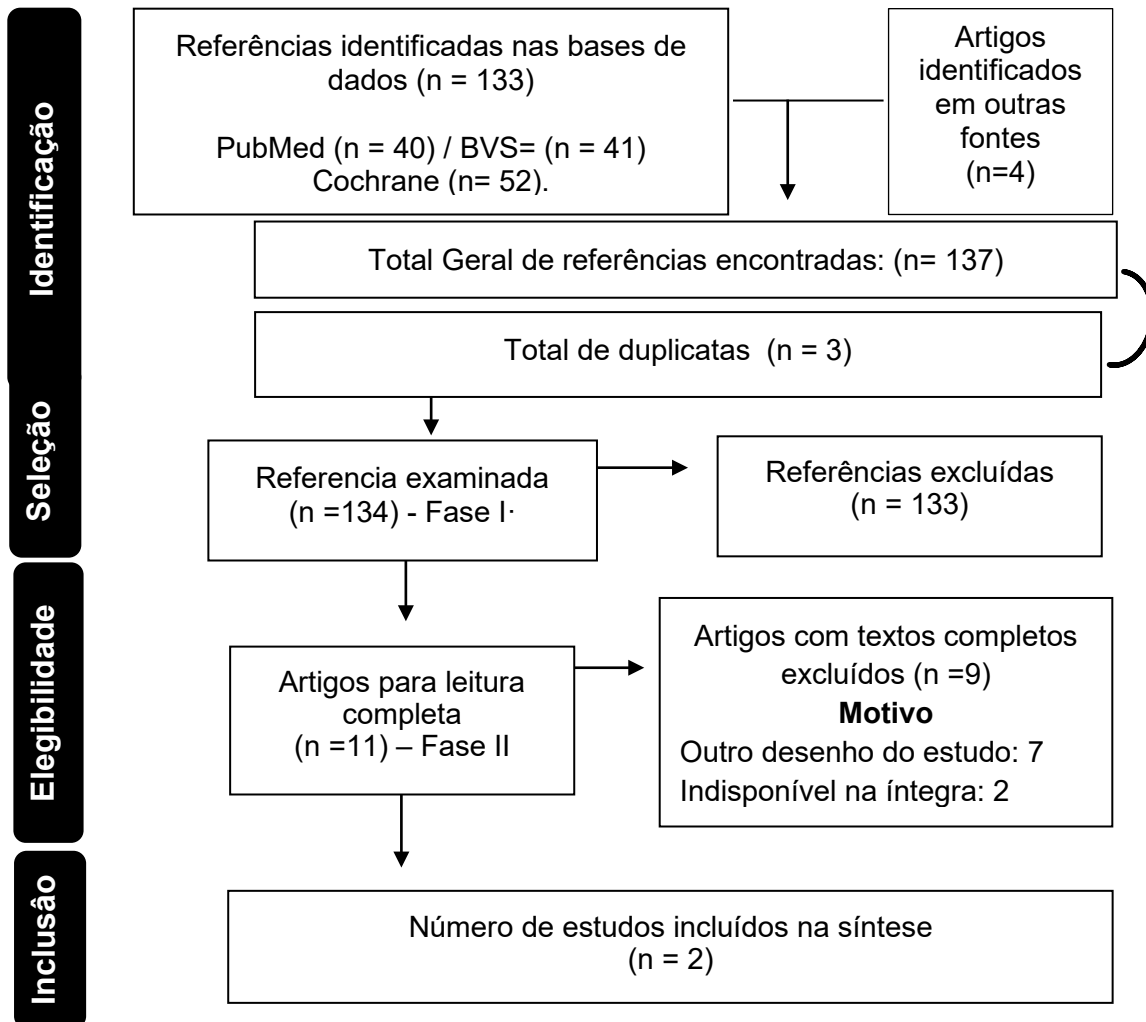 Identificação
Referências identificadas nas bases de
dados (n = 133)
PubMed (n = 40) / BVS= (n = 41)
Cochrane (n= 52).
Artigos
identificados
em outras
fontes
(n=4)
Total Geral de referências encontradas: (n= 137)
Total de duplicatas (n = 3)
Seleção
Referencia examinada
(n =134) - Fase I·
Referências excluídas
(n = 133)
Elegibilidade
Artigos para leitura
completa
(n =11) – Fase II
Artigos com textos completos
excluídos (n =9)
Motivo
Outro desenho do estudo: 7
Indisponível na íntegra: 2
Inclusâo
Número de estudos incluídos na síntese
(n = 2)